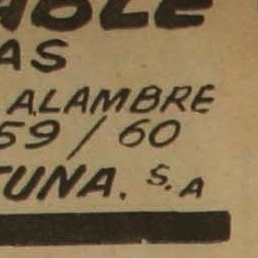 AS
ALAMBRE
59 / 60
TUNA. S.A